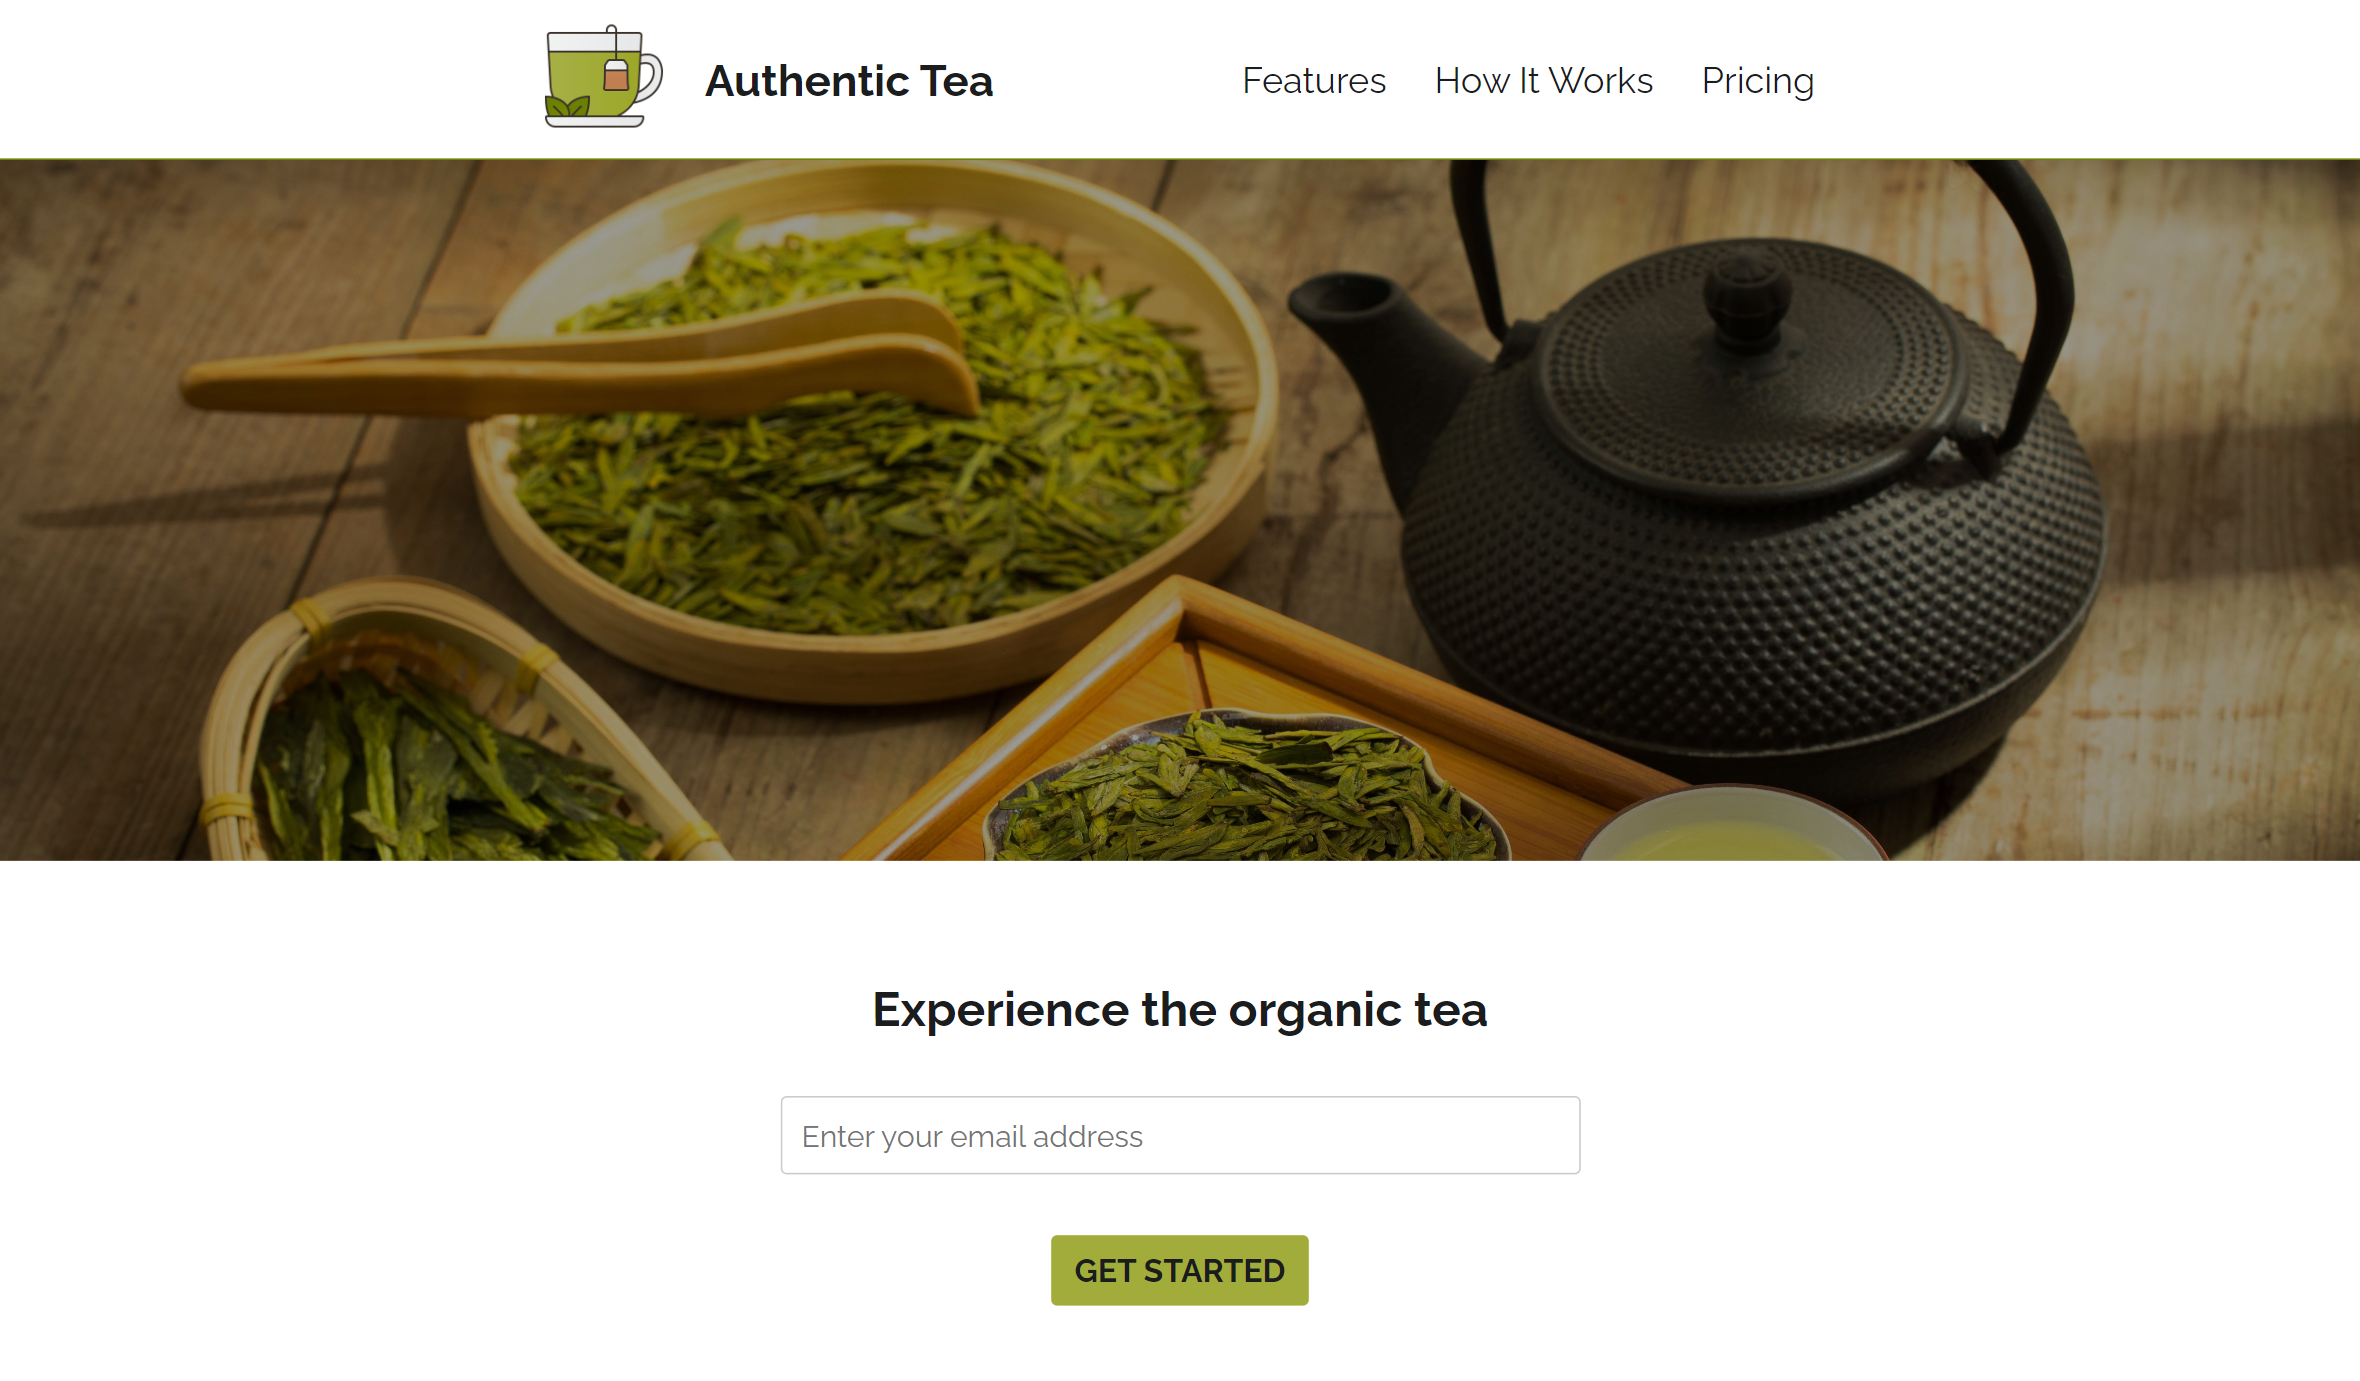 Authentic Tea
Features How It Works Pricing
Experience the organic tea
Enter your email address
GET STARTED